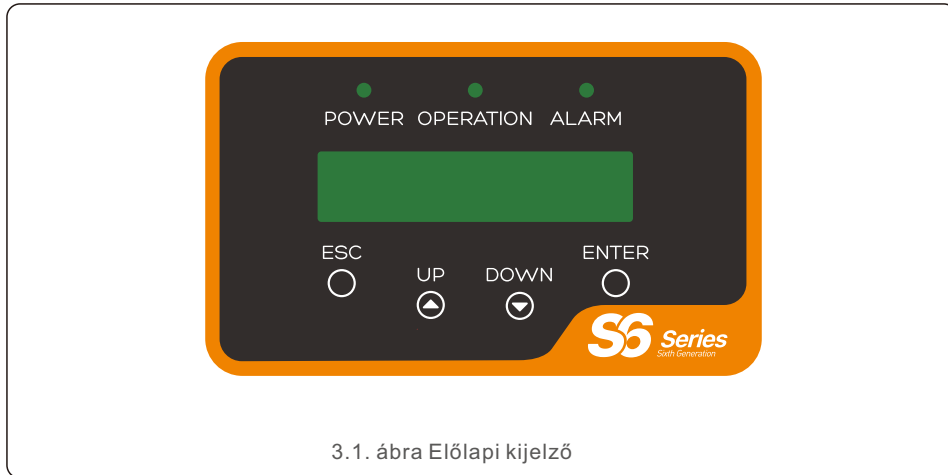 POWER OPERATION ALARM
ESC
ENTER
UP
DOWN
S6 Series
Sixth Generation
3.1. ábra Előlapi kijelző